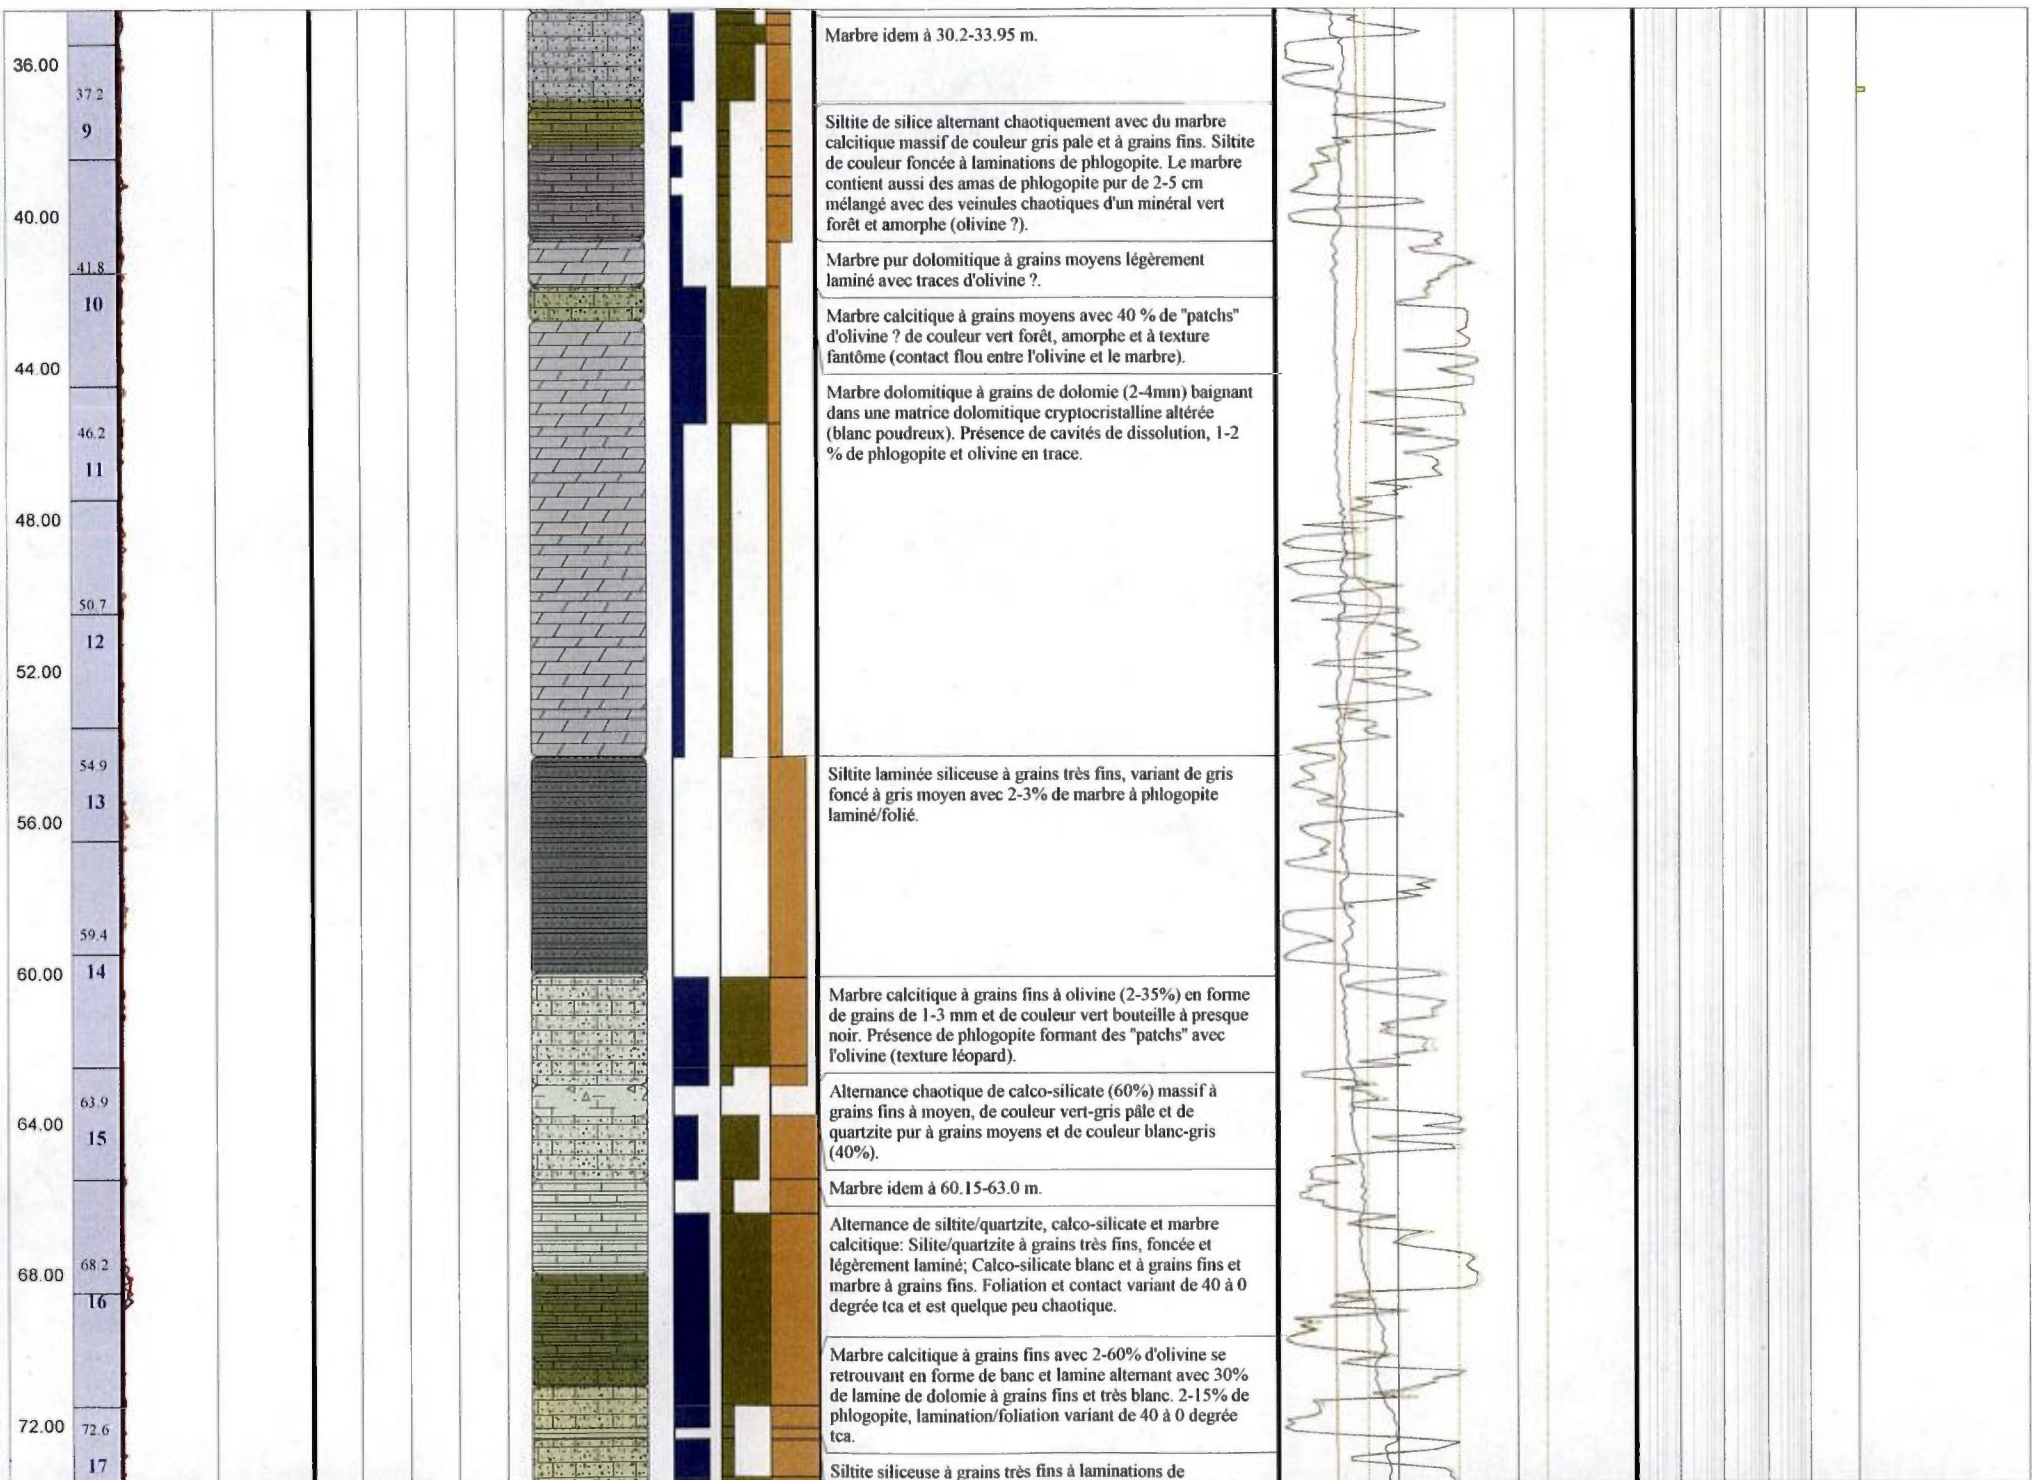 36.00
40.00
44.00
48.00
52.00
56.00
60.00
64.00
68.00
72.00
37.2
9
41.8
10
46.2
11
50.7
12
54.9
13
59.4
14
63.9
15
68.2
16
72.6
17
Marbre idem à 30.2-33.95 m.
Siltite de silice alternant chaotiquement avec du marbre
calcitique massif de couleur gris pale et à grains fins. Siltite
de couleur foncée à laminations de phlogopite. Le marbre
contient aussi des amas de phlogopite pur de 2-5 cm
mélangé avec des veinules chaotiques d'un minéral vert
forêt et amorphe (olivine ?).
Marbre pur dolomitique à grains moyens légèrement
laminé avec traces d'olivine ?.
Marbre calcitique à grains moyens avec 40 % de "patchs"
d'olivine ? de couleur vert forêt, amorphe et à texture
fantôme (contact flou entre l'olivine et le marbre).
Marbre dolomitique à grains de dolomie (2-4mm) baignant
dans une matrice dolomitique cryptocristalline altérée
(blanc poudreux). Présence de cavités de dissolution, 1-2
% de phlogopite et olivine en trace.
Siltite laminée siliceuse à grains très fins, variant de gris
foncé à gris moyen avec 2-3% de marbre à phlogopite
laminé/folié.
Marbre calcitique à grains fins à olivine (2-35%) en forme
de grains de 1-3 mm et de couleur vert bouteille à presque
noir. Présence de phlogopite formant des "patchs" avec
l'olivine (texture léopard).
Alternance chaotique de calco-silicate (60%) massif à
grains fins à moyen, de couleur vert-gris pâle et de
quartzite pur à grains moyens et de couleur blanc-gris
(40%).
Marbre idem à 60.15-63.0 m.
Alternance de siltite/quartzite, calco-silicate et marbre
calcitique: Silite/quartzite à grains très fins, foncée et
légèrement laminé; Calco-silicate blanc et à grains fins et
marbre à grains fins. Foliation et contact variant de 40 à 0
degrée tca et est quelque peu chaotique.
Marbre calcitique à grains fins avec 2-60% d'olivine se
retrouvant en forme de banc et lamine alternant avec 30%
de lamine de dolomie à grains fins et très blanc. 2-15% de
phlogopite, lamination/foliation variant de 40 à 0 degrée
tca.
Siltite siliceuse à grains très fins à laminations de